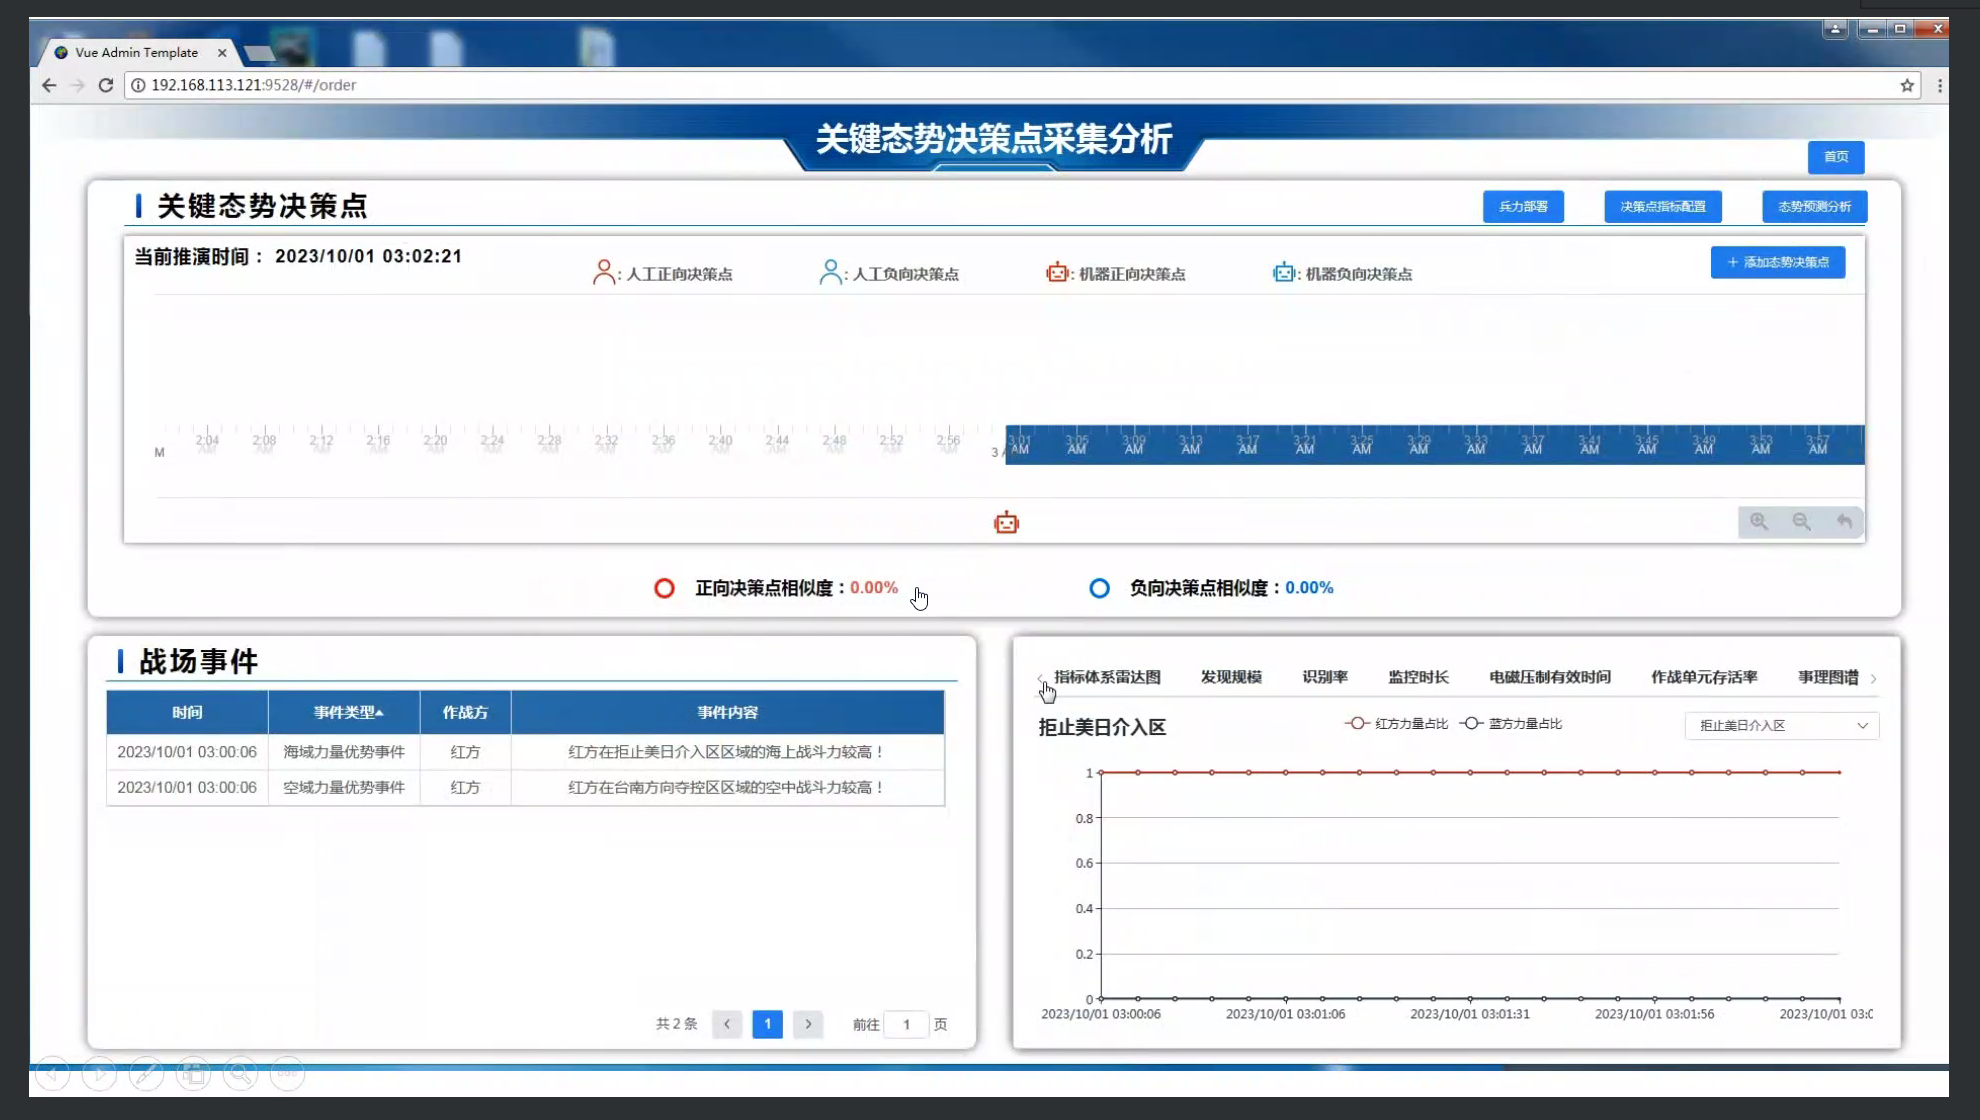 Vue Admin Template
192.168.113.121:9528/#/order
关键态势决策点采集分析
首页
关键态势决策点
兵力部署
决策点指标配置
态势预测分析
当前推演时间： 2023/10/01 03:02:21
: 人工正向决策点
: 人工负向决策点
: 机器正向决策点
: 机器负向决策点
+ 添加态势决策点
M 2:04 AM 2:08 AM 2:12 AM 2:16 AM 2:20 AM 2:24 AM 2:28 AM 2:32 AM 2:36 AM 2:40 AM 2:44 AM 2:48 AM 2:52 AM 2:56 AM 3 A 3:01 AM 3:05 AM 3:09 AM 3:13 AM 3:17 AM 3:21 AM 3:25 AM 3:29 AM 3:33 AM 3:37 AM 3:41 AM 3:45 AM 3:49 AM 3:53 AM 3:57 AM
正向决策点相似度：0.00%
负向决策点相似度：0.00%
战场事件
时间 事件类型 作战方 事件内容
2023/10/01 03:00:06 海域力量优势事件 红方 红方在拒止美日介入区区域的海上战斗力较高！
2023/10/01 03:00:06 空域力量优势事件 红方 红方在台南方向夺控区区域的空中战斗力较高！
共 2 条 < 1 > 前往 1 页
指标体系雷达图 发现规模 识别率 监控时长 电磁压制有效时间 作战单元存活率 事理图谱
拒止美日介入区
红方力量占比 蓝方力量占比
拒止美日介入区
1
0.8
0.6
0.4
0.2
0
2023/10/01 03:00:06 2023/10/01 03:01:06 2023/10/01 03:01:31 2023/10/01 03:01:56 2023/10/01 03:0